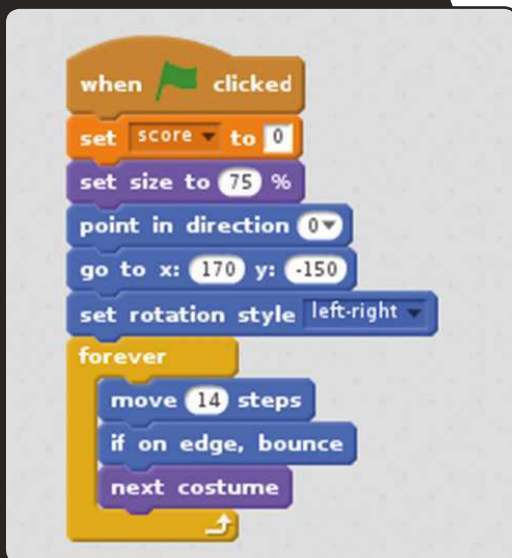 when clicked
set score to 0
set size to 75 %
point in direction 0
go to x: 170 y: -150
set rotation style left-right
forever
move 14 steps
if on edge, bounce
next costume